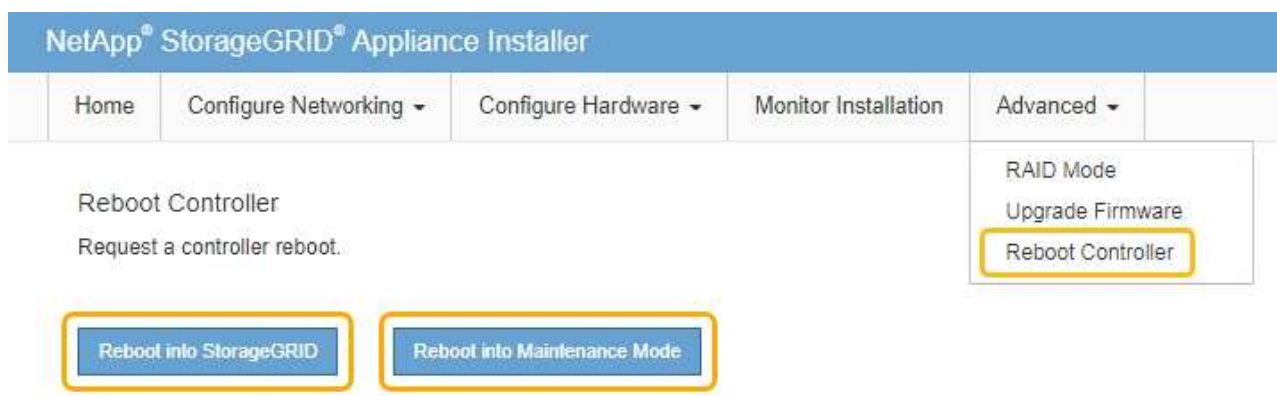 NetApp® StorageGRID® Appliance Installer
Home Configure Networking Configure Hardware Monitor Installation Advanced
RAID Mode
Upgrade Firmware
Reboot Controller
Reboot Controller
Request a controller reboot.
Reboot into StorageGRID Reboot into Maintenance Mode